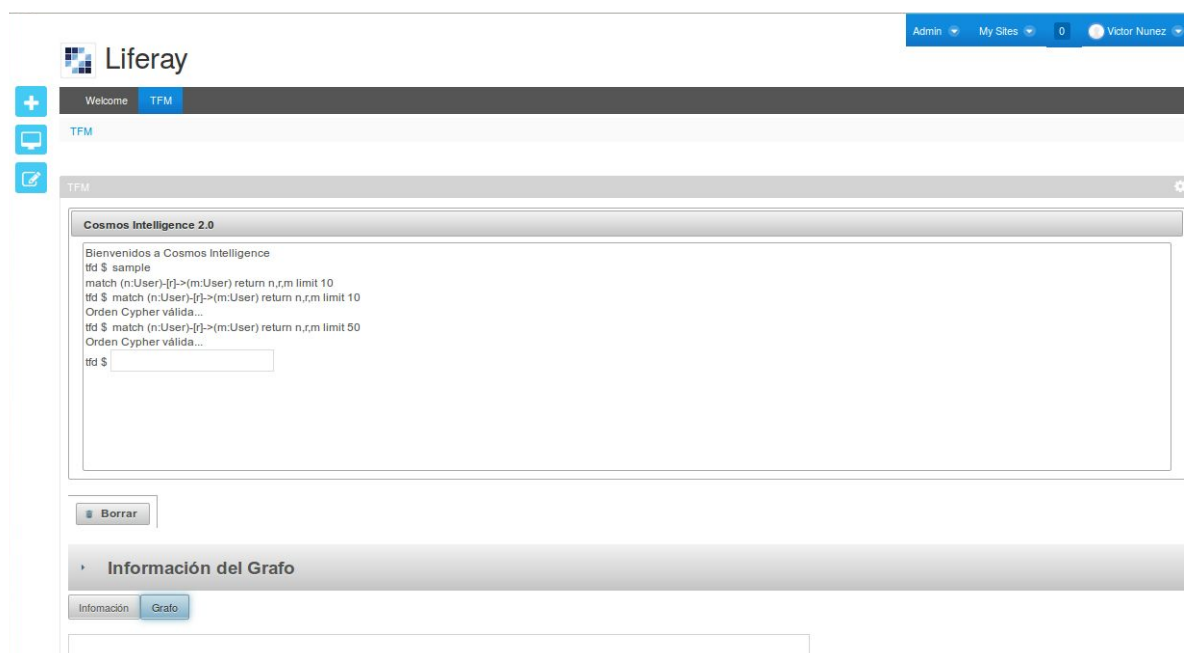 Admin My Sites 0 Victor Nunez
Liferay
Welcome TFM
TFM
TFM
Cosmos Intelligence 2.0
Bienvenidos a Cosmos Intelligence
tfd $ sample
match (n:User)-[r]->(m:User) return n,r,m limit 10
tfd $ match (n:User)-[r]->(m:User) return n,r,m limit 10
Orden Cypher válida...
tfd $ match (n:User)-[r]->(m:User) return n,r,m limit 50
Orden Cypher válida...
tfd $
Borrar
Información del Grafo
Infomación Grafo